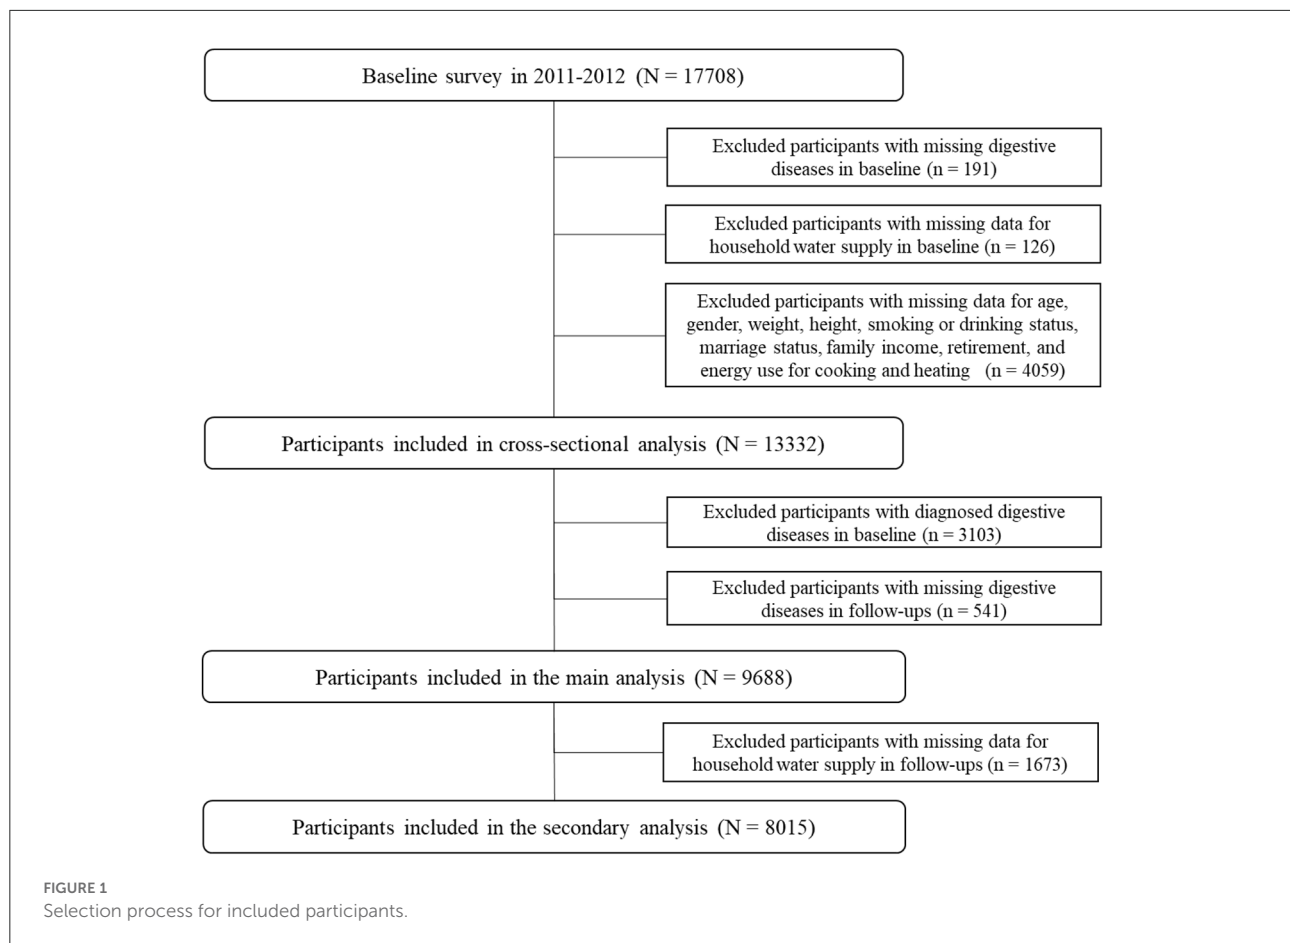 Baseline survey in 2011-2012 (N = 17708)
Excluded participants with missing digestive
diseases in baseline (n = 191)
Excluded participants with missing data for
household water supply in baseline (n = 126)
Excluded participants with missing data for age,
gender, weight, height, smoking or drinking status,
marriage status, family income, retirement, and
energy use for cooking and heating (n = 4059)
Participants included in cross-sectional analysis (N = 13332)
Excluded participants with diagnosed digestive
diseases in baseline (n = 3103)
Excluded participants with missing digestive
diseases in follow-ups (n = 541)
Participants included in the main analysis (N = 9688)
Excluded participants with missing data for
household water supply in follow-ups (n = 1673)
Participants included in the secondary analysis (N = 8015)
FIGURE 1
Selection process for included participants.